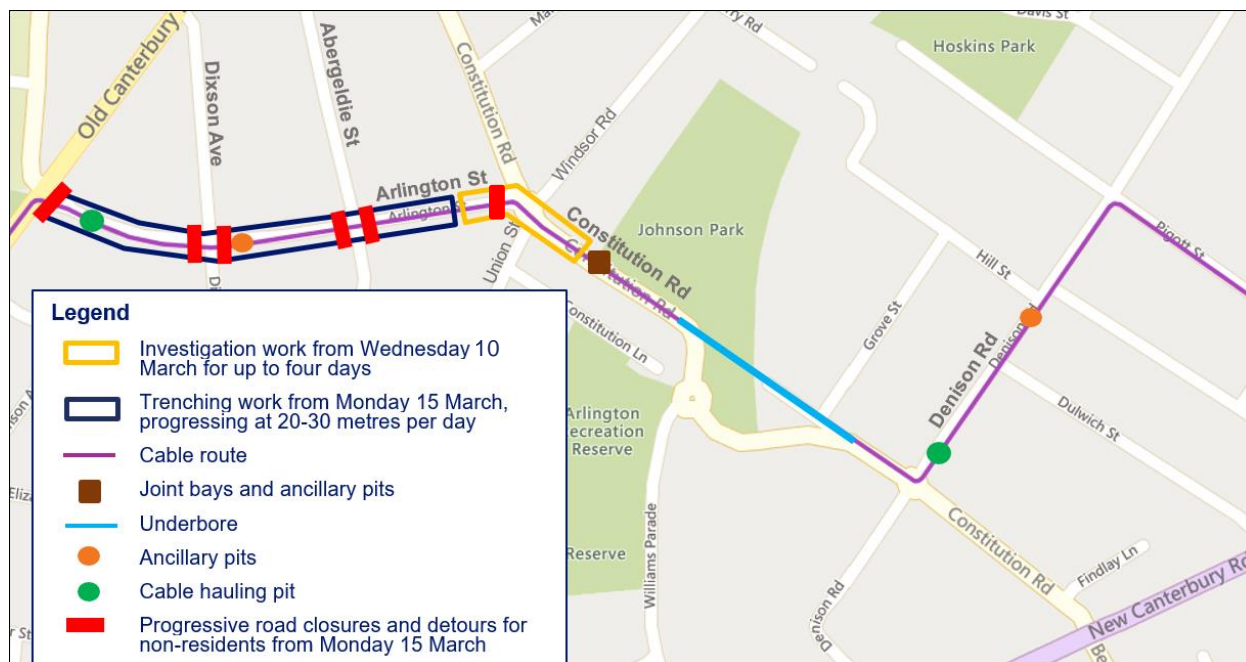 Davis St
Hoskins Park
Old Canterbury
Dixson Ave
Abergeldie St
Constitution Rd
Windsor Rd
Arlington St
Arlington St
Union St
Constitution Rd
Constitution Rd
Johnson Park
Constitution Ln
Hill St
Pigott St
Grove St
Denison Rd
Denison Rd
Dulwich St
Arlington
Recreation
Reserve
Reserve
Williams Parade
Constitution Rd
Findlay Ln
Denison Rd
New Canterbury Rd
Legend
Investigation work from Wednesday 10
March for up to four days
Trenching work from Monday 15 March,
progressing at 20-30 metres per day
Cable route
Joint bays and ancillary pits
Underbore
Ancillary pits
Cable hauling pit
Progressive road closures and detours for
non-residents from Monday 15 March